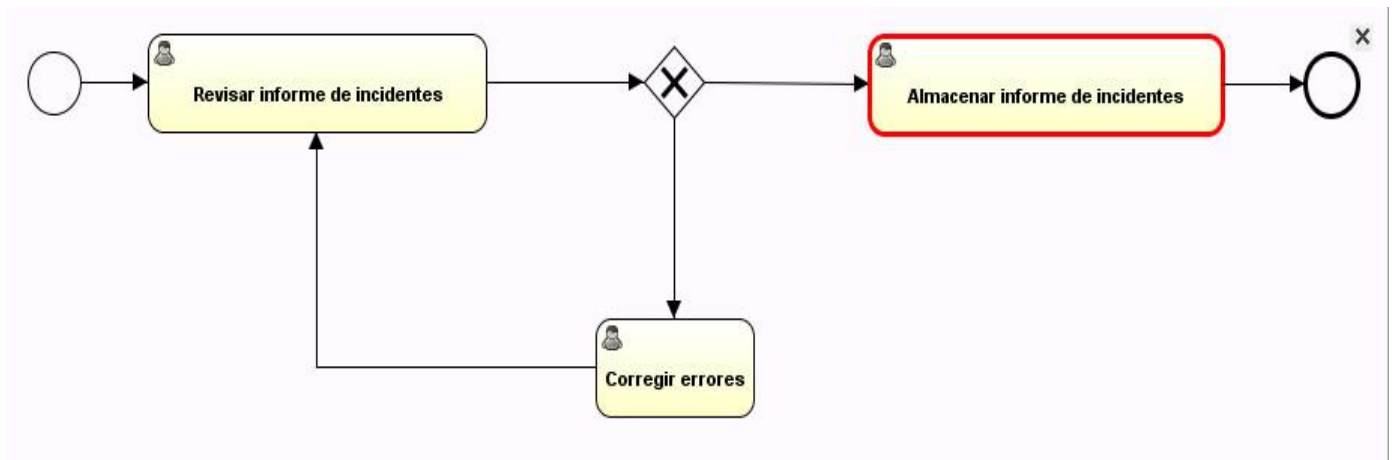 Revisar informe de incidentes
Almacenar informe de incidentes
Corregir errores